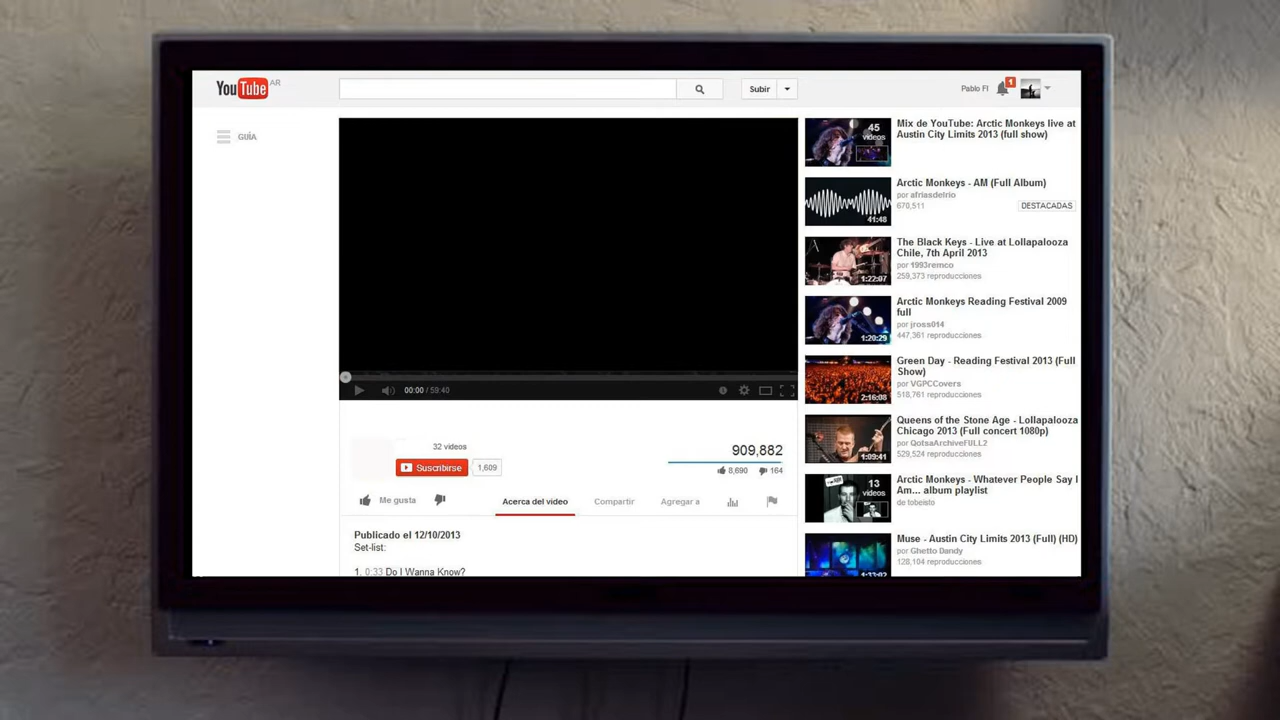 YouTube AR
Subir
Pablo Fl
1
GUÍA
00:00 / 59:40
32 videos
Suscribirse
1,609
909,882
8,690
164
Me gusta
Acerca del video
Compartir
Agregar a
Publicado el 12/10/2013
Set-list:
1. 0:33 Do I Wanna Know?
45
videos
Mix de YouTube: Arctic Monkeys live at
Austin City Limits 2013 (full show)
41:48
Arctic Monkeys - AM (Full Album)
por afriasdelrio
670,511
DESTACADAS
1:22:07
The Black Keys - Live at Lollapalooza
Chile, 7th April 2013
por 1993remco
259,373 reproducciones
1:20:29
Arctic Monkeys Reading Festival 2009
full
por jross014
447,361 reproducciones
2:16:08
Green Day - Reading Festival 2013 (Full
Show)
por VGPCCovers
518,761 reproducciones
1:09:41
Queens of the Stone Age - Lollapalooza
Chicago 2013 (Full concert 1080p)
por QotsaArchiveFULL2
529,524 reproducciones
13
videos
Arctic Monkeys - Whatever People Say I
Am... album playlist
de tobeisto
1:33:02
Muse - Austin City Limits 2013 (Full) (HD)
por Ghetto Dandy
128,104 reproducciones